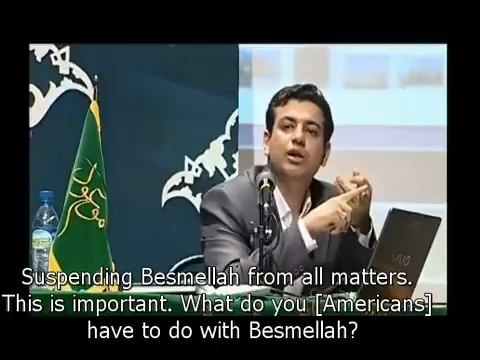 VAIO
Suspending Besmellah from all matters.
This is important. What do you [Americans]
have to do with Besmellah?